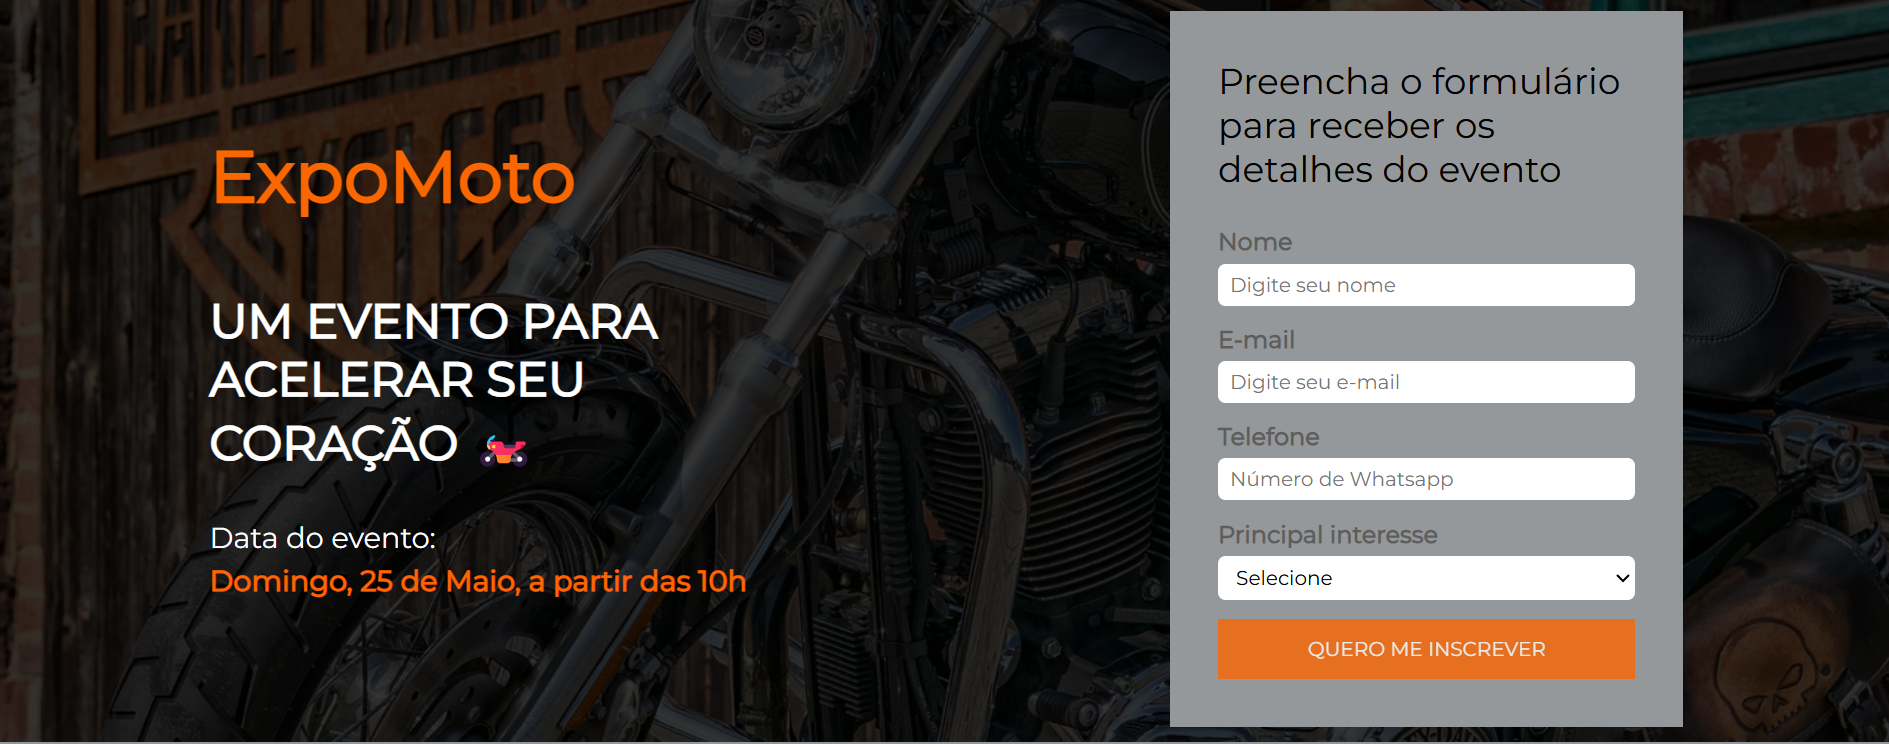 ExpoMoto
UM EVENTO PARA
ACELERAR SEU
CORAÇÃO
Data do evento:
Domingo, 25 de Maio, a partir das 10h
Preencha o formulário
para receber os
detalhes do evento
Nome
Digite seu nome
E-mail
Digite seu e-mail
Telefone
Número de Whatsapp
Principal interesse
Selecione
QUERO ME INSCREVER